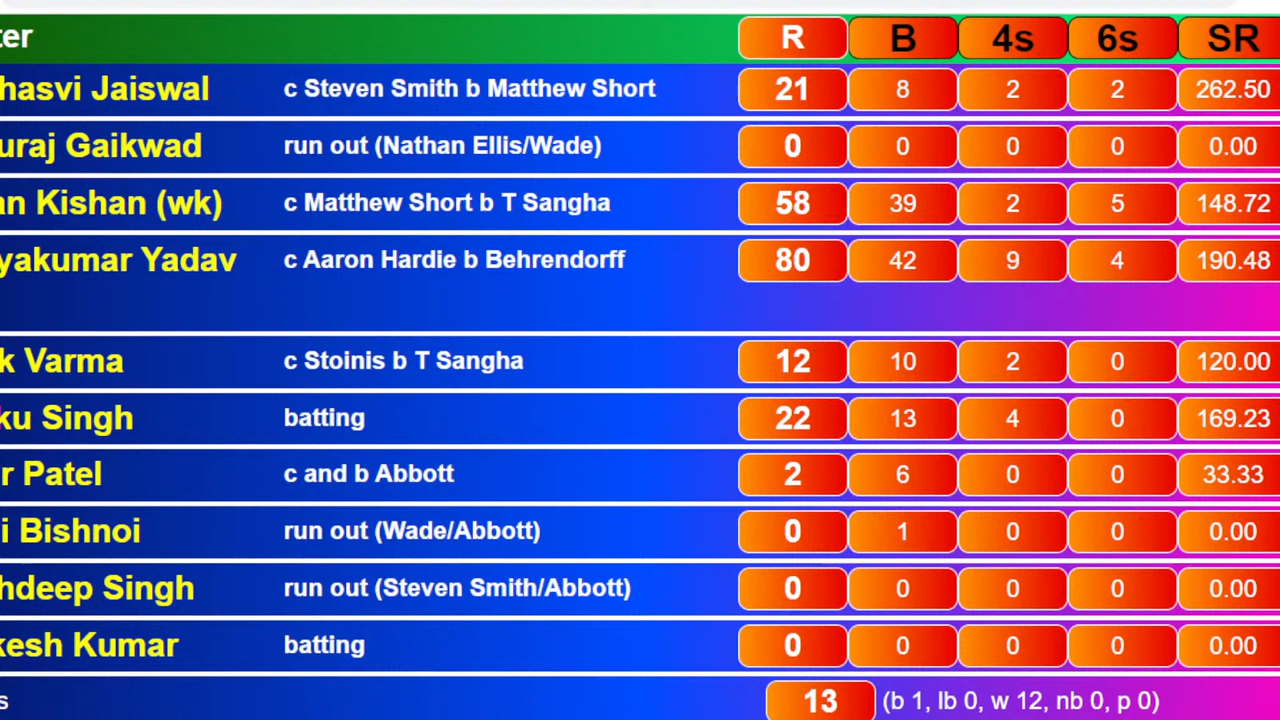 ter R B 4s 6s SR
hasvi Jaiswal c Steven Smith b Matthew Short 21 8 2 2 262.50
uraj Gaikwad run out (Nathan Ellis/Wade) 0 0 0 0 0.00
an Kishan (wk) c Matthew Short b T Sangha 58 39 2 5 148.72
yakumar Yadav c Aaron Hardie b Behrendorff 80 42 9 4 190.48
k Varma c Stoinis b T Sangha 12 10 2 0 120.00
ku Singh batting 22 13 4 0 169.23
r Patel c and b Abbott 2 6 0 0 33.33
i Bishnoi run out (Wade/Abbott) 0 1 0 0 0.00
hdeep Singh run out (Steven Smith/Abbott) 0 0 0 0 0.00
kesh Kumar batting 0 0 0 0 0.00
s 13 (b 1, lb 0, w 12, nb 0, p 0)